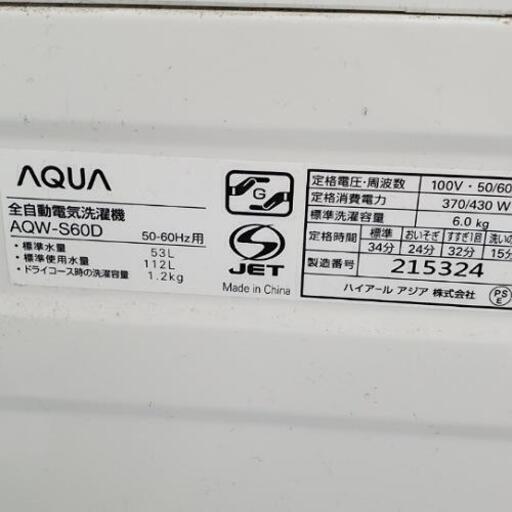 AQUA
全自動電気洗濯機
AQW-S60D 50-60Hz用
・標準水量 53L
・標準使用水量 112L
・ドライコース時の洗濯容量 1.2kg
G
JET
Made in China
定格電圧・周波数 100V・50/60
定格消費電力 370/430 W
標準洗濯容量 6.0 kg
定格時間 標準 おいそぎ すすぎ1回 洗いの
34分 24分 32分 15分
製造番号 215324
ハイアール アジア 株式会社
PS
E